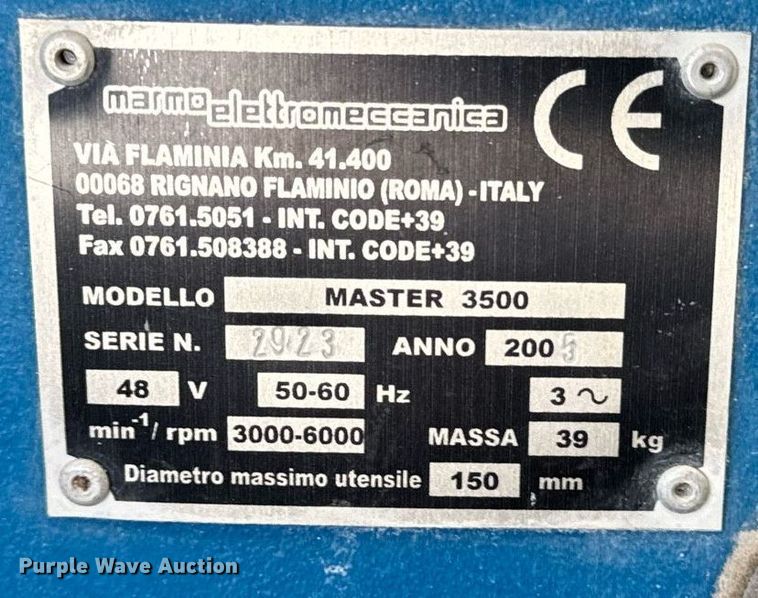 marmoelettromeccanica CE
VIÀ FLAMINIA Km. 41.400
00068 RIGNANO FLAMINIO (ROMA) - ITALY
Tel. 0761.5051 - INT. CODE+39
Fax 0761.508388 - INT. CODE+39
MODELLO MASTER 3500
SERIE N. 2923 ANNO 2005
48 V 50-60 Hz 3 ~
min-1/ rpm 3000-6000 MASSA 39 kg
Diametro massimo utensile 150 mm
Purple Wave Auction